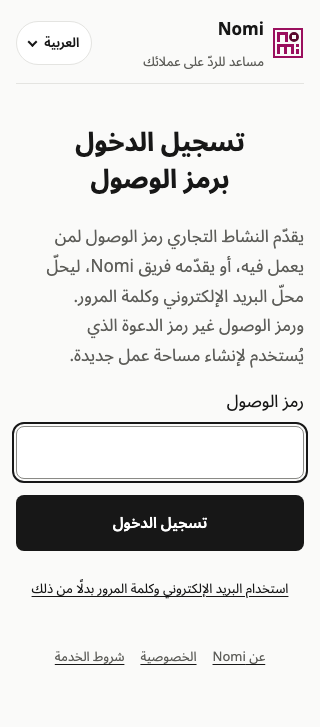 Nomi
مساعد للردّ على عملائك
العربية
تسجيل الدخول
برمز الوصول
يقدّم النشاط التجاري رمز الوصول لمن
يعمل فيه، أو يقدّمه فريق Nomi، ليحلّ
محلّ البريد الإلكتروني وكلمة المرور.
ورمز الوصول غير رمز الدعوة الذي
يُستخدم لإنشاء مساحة عمل جديدة.
رمز الوصول
تسجيل الدخول
استخدام البريد الإلكتروني وكلمة المرور بدلًا من ذلك
عن Nomi الخصوصية شروط الخدمة